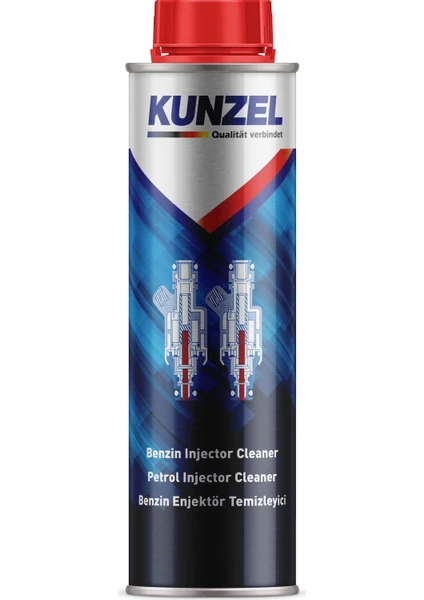 KUNZEL
Qualität verbindet
Benzin Injector Cleaner
Petrol Injector Cleaner
Benzin Enjektör Temizleyici